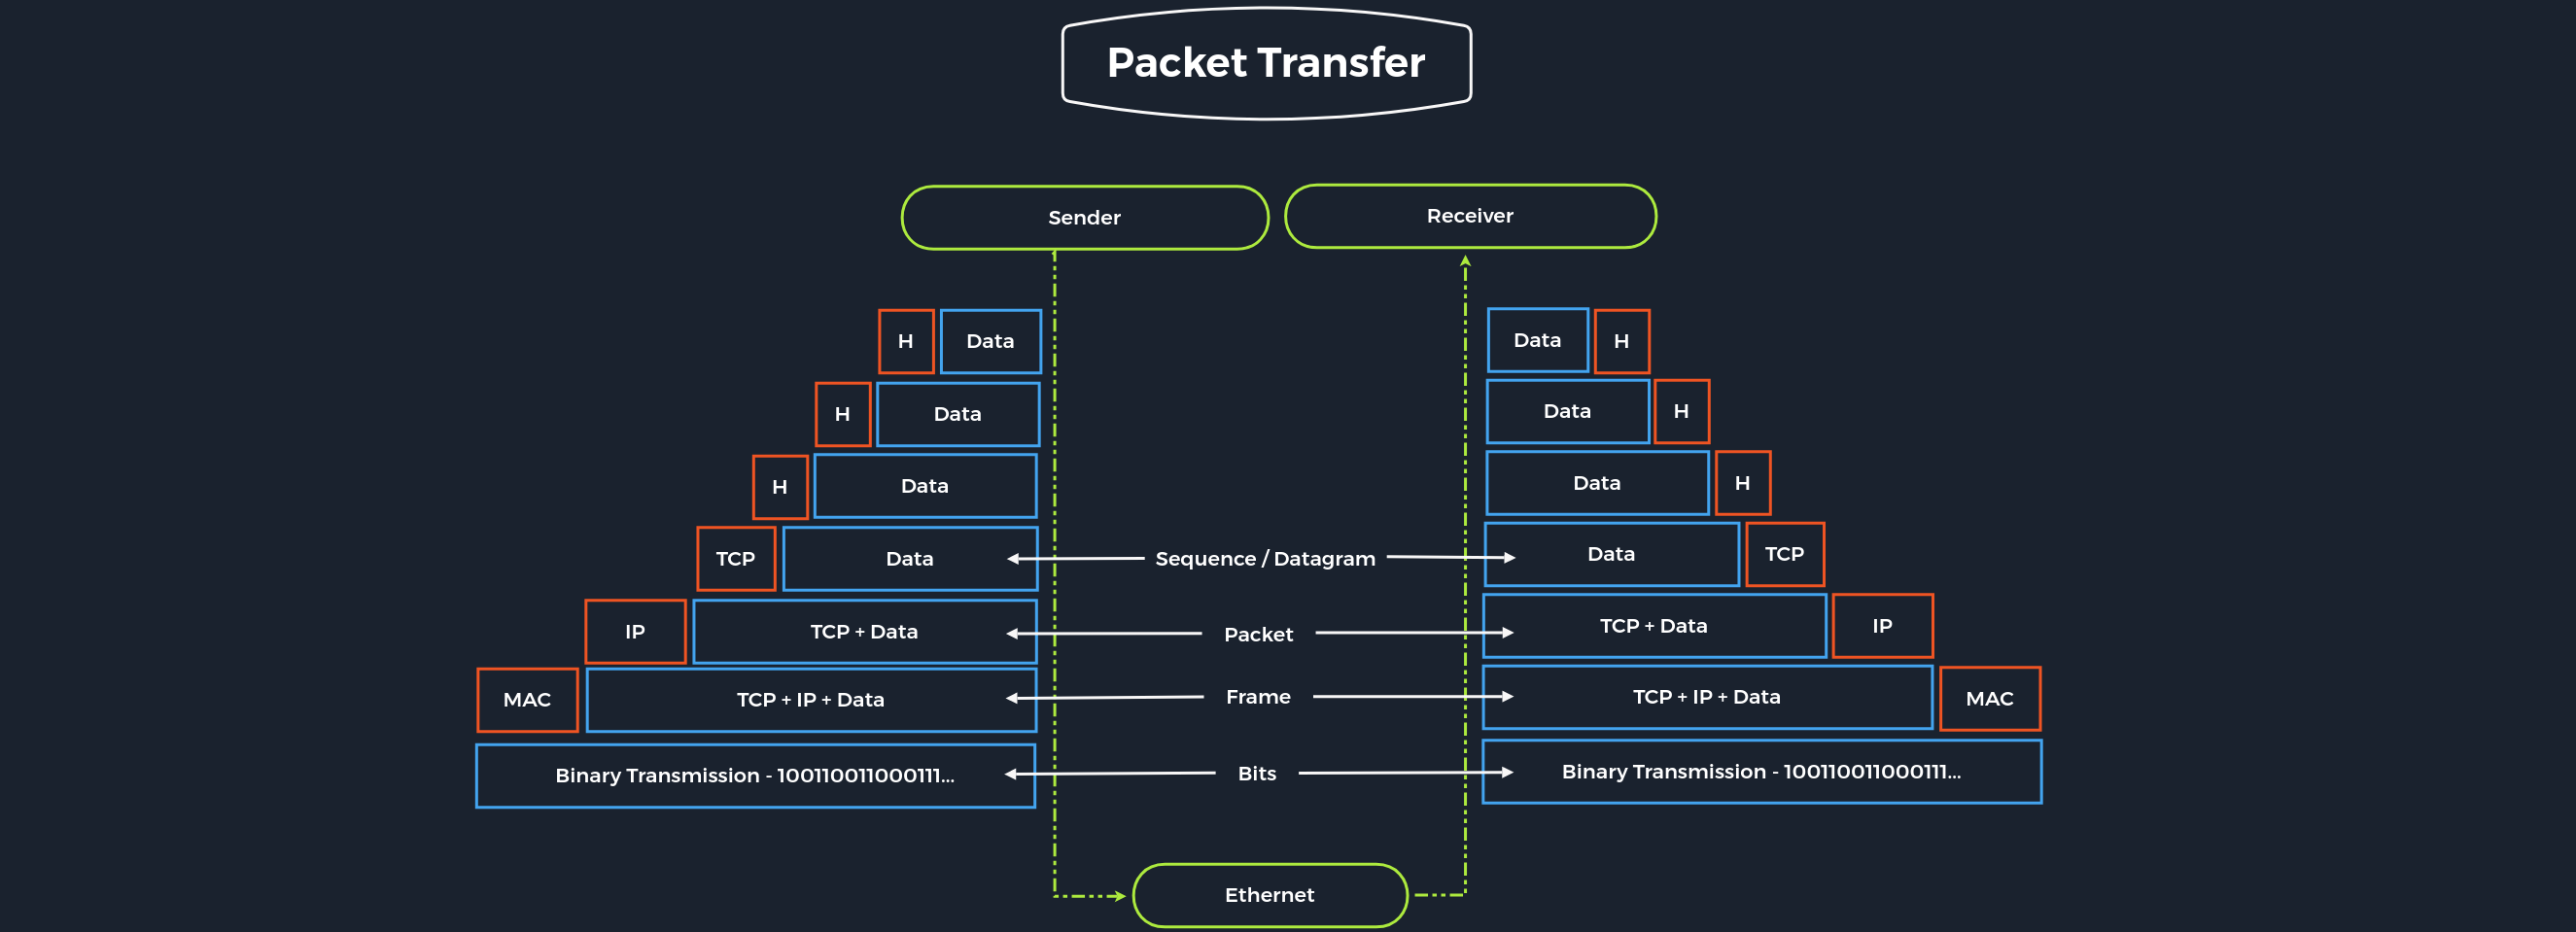 Packet Transfer
Sender
Receiver
H
Data
Data
H
H
Data
Data
H
H
Data
Data
H
TCP
Data
Sequence / Datagram
Data
TCP
IP
TCP + Data
Packet
TCP + Data
IP
MAC
TCP + IP + Data
Frame
TCP + IP + Data
MAC
Binary Transmission - 100110011000111...
Bits
Binary Transmission - 100110011000111...
Ethernet